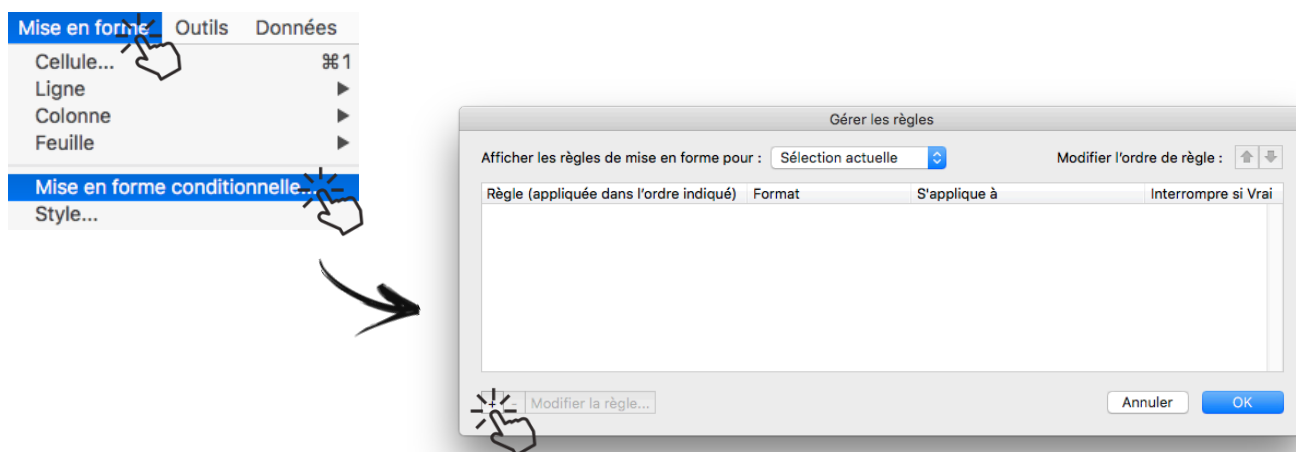 Mise en forme Outils Données
Cellule... ⌘1
Ligne
Colonne
Feuille
Mise en forme conditionnelle...
Style...
Gérer les règles
Afficher les règles de mise en forme pour : Sélection actuelle Modifier l'ordre de règle :
Règle (appliquée dans l'ordre indiqué) Format S'applique à Interrompre si Vrai
+ - Modifier la règle... Annuler OK